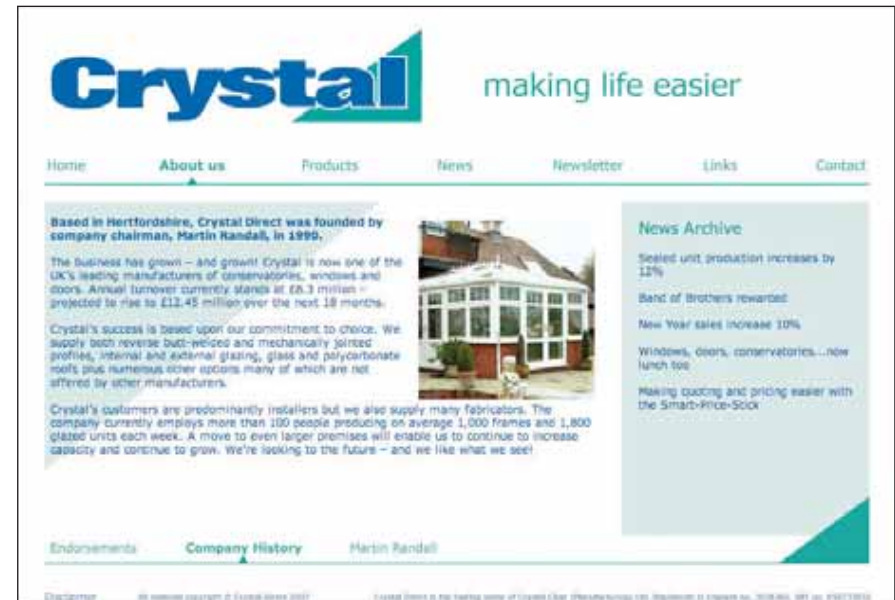 Crystal
making life easier
Home About us Products News Newsletter Links Contact
Based in Hertfordshire, Crystal Direct was founded by
company chairman, Martin Randall, in 1990.
The business has grown – and grown! Crystal is now one of the
UK's leading manufacturers of conservatories, windows and
doors. Annual turnover currently stands at £8.3 million –
projected to rise to £12.45 million over the next 18 months.
Crystal's success is based upon our commitment to choice. We
supply both reverse butt-welded and mechanically jointed
profiles, internal and external glazing, glass and polycarbonate
roofs plus numerous other options many of which are not
offered by other manufacturers.
Crystal's customers are predominantly installers but we also supply many fabricators. The
company currently employs more than 100 people producing on average 1,000 frames and 1,800
glazed units each week. A move to even larger premises will enable us to continue to increase
capacity and continue to grow. We're looking to the future – and we like what we see!
News Archive
Sealed unit production increases by
12%
Band of Brothers rewarded
New Year sales increase 10%
Windows, doors, conservatories...now
lunch too
Making quoting and pricing easier with
the Smart-Price-Stick
Endorsements Company History Martin Randall
Disclaimer All material copyright © Crystal Direct 2007